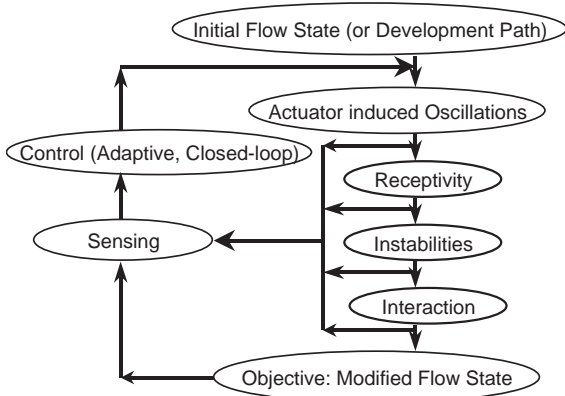 Initial Flow State (or Development Path)
Actuator induced Oscillations
Control (Adaptive, Closed-loop)
Receptivity
Sensing
Instabilities
Interaction
Objective: Modified Flow State